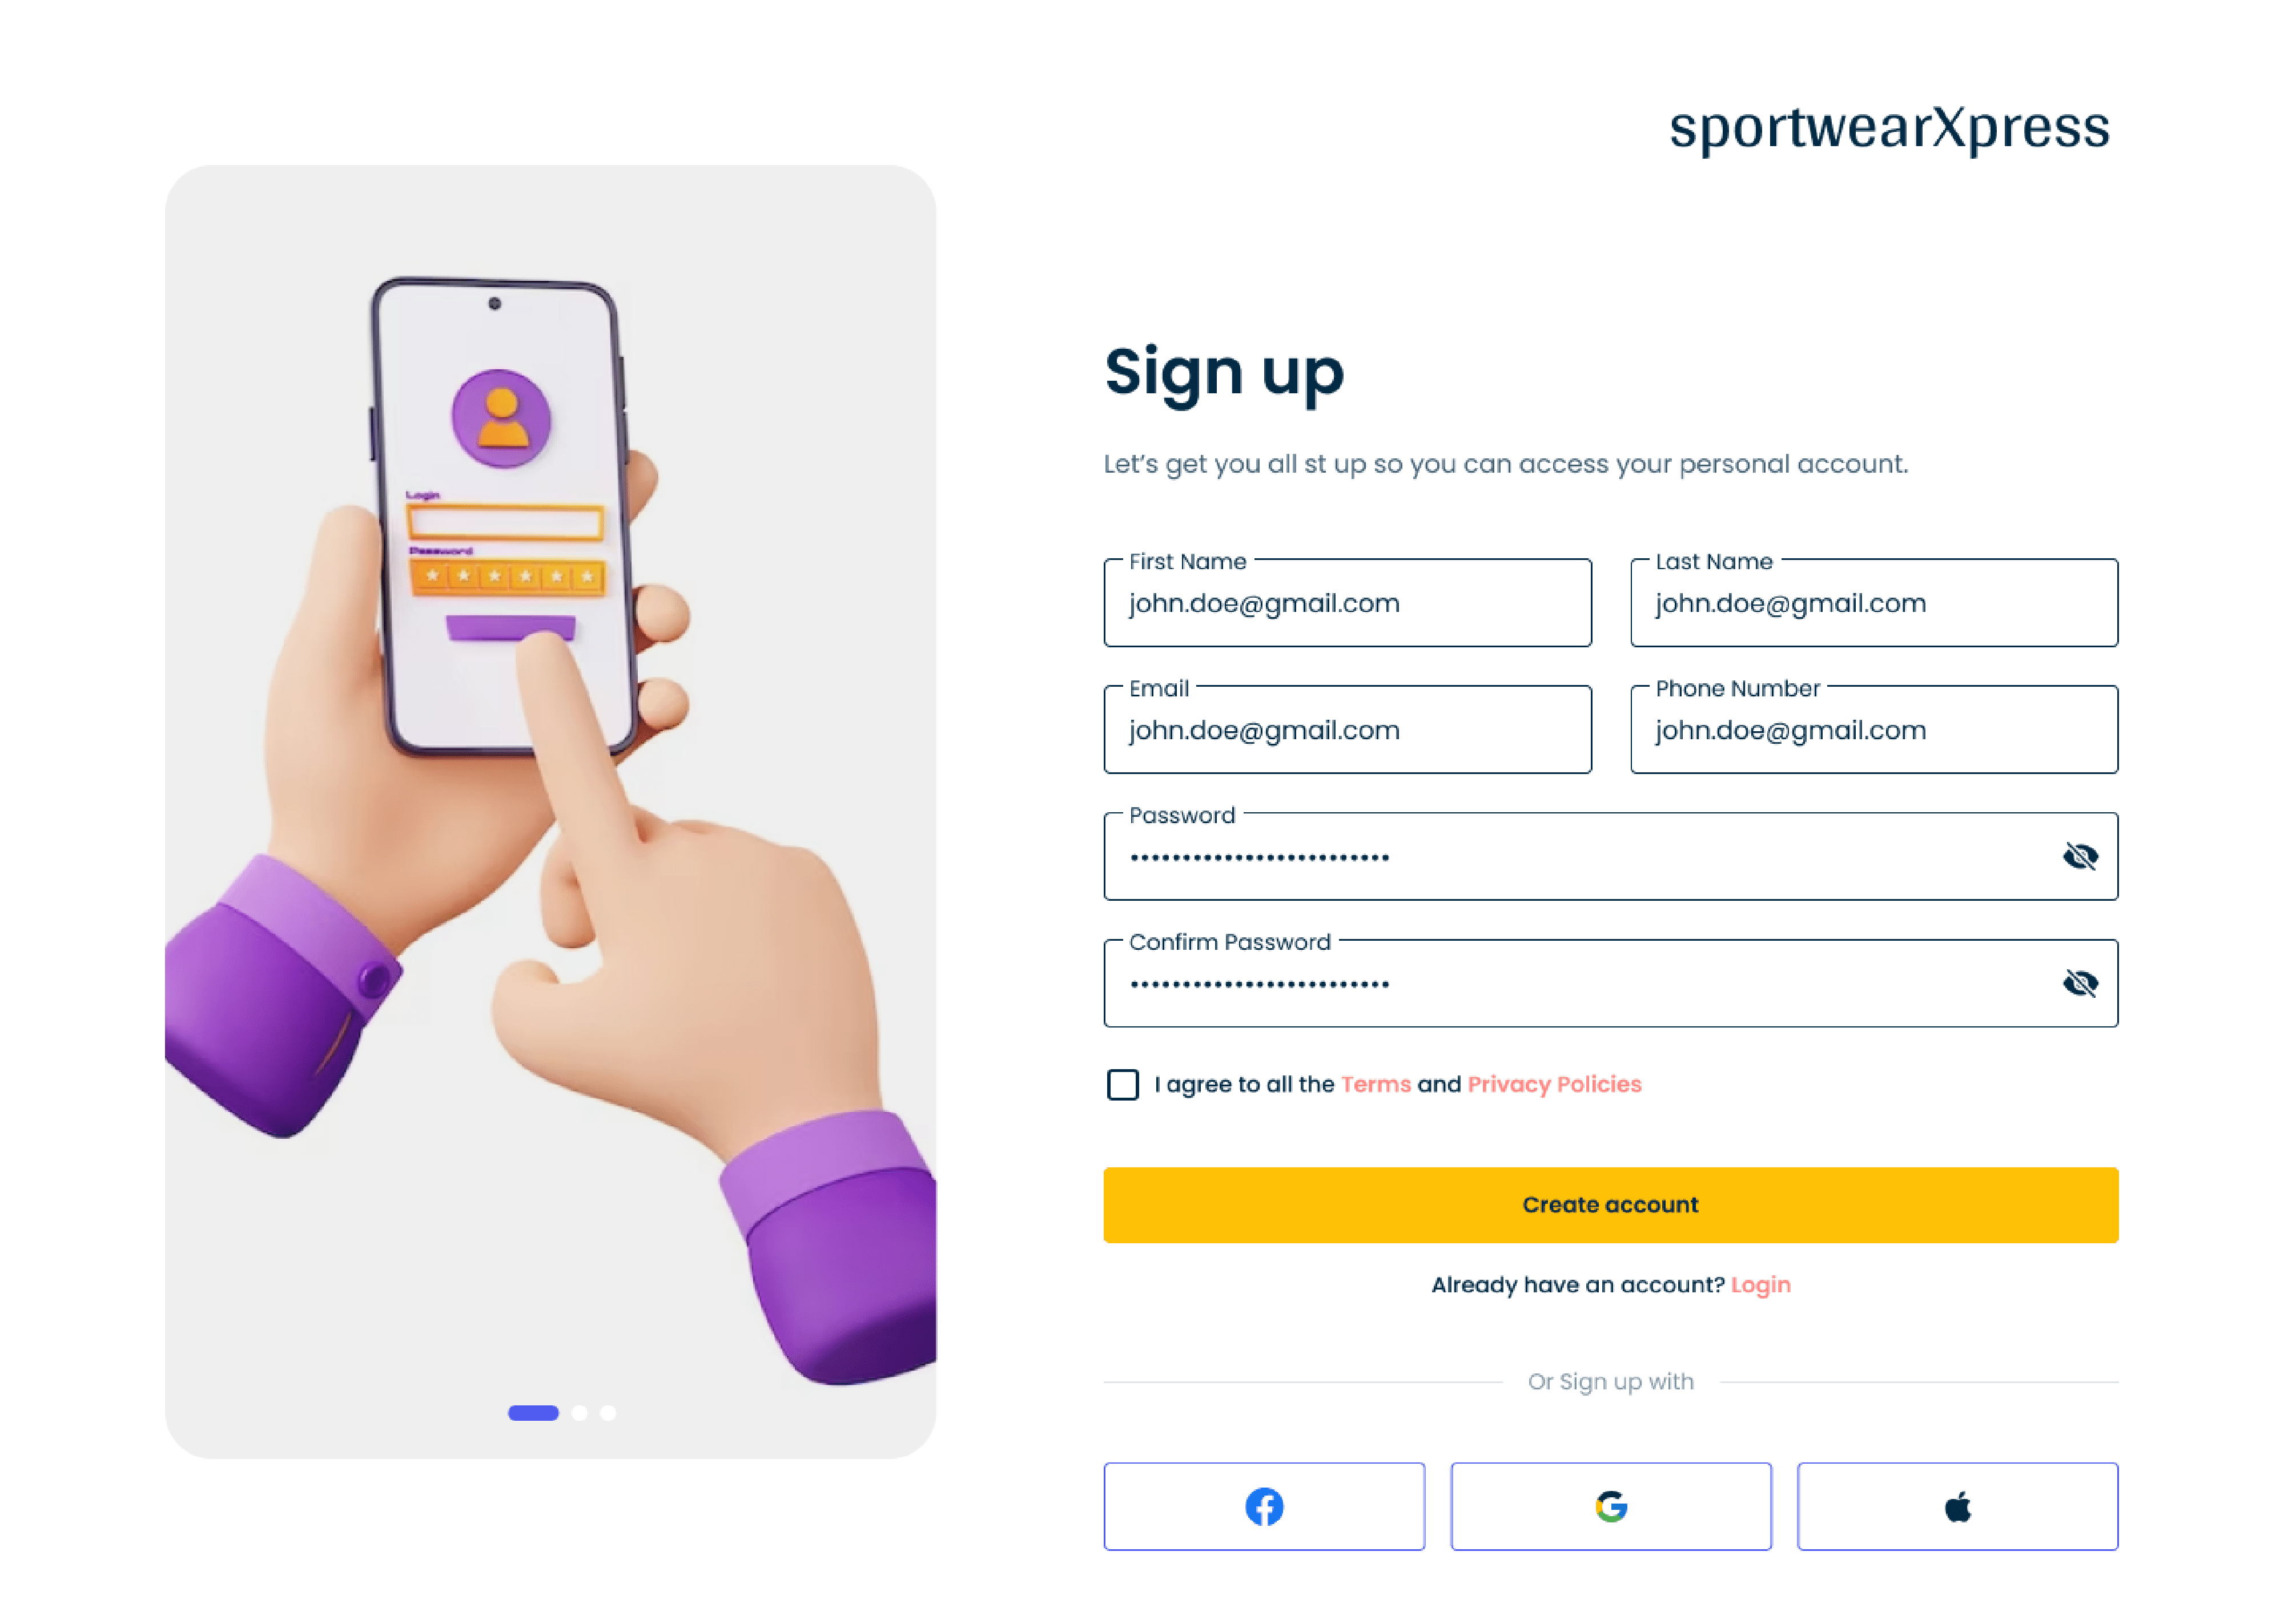 sportwearXpress
Login
Password
Sign up
Let’s get you all st up so you can access your personal account.
First Name
john.doe@gmail.com
Last Name
john.doe@gmail.com
Email
john.doe@gmail.com
Phone Number
john.doe@gmail.com
Password
Confirm Password
I agree to all the Terms and Privacy Policies
Create account
Already have an account? Login
Or Sign up with